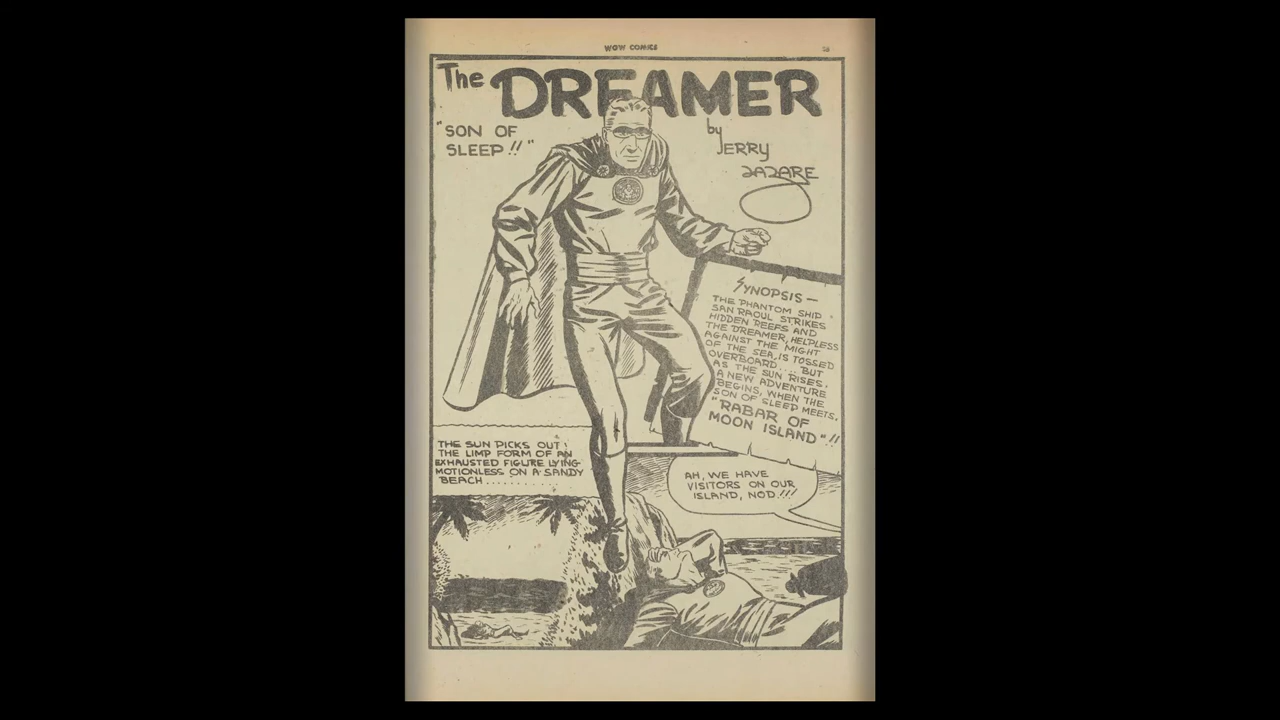 WOW COMICS
The DREAMER
"SON OF
SLEEP!!"
by
JERRY
LAZARE
SYNOPSIS —
THE PHANTOM SHIP
SAN RAOUL STRIKES
HIDDEN REEFS AND
THE DREAMER, HELPLESS
AGAINST THE MIGHT
OF THE SEA, IS TOSSED
OVERBOARD.... BUT
AS THE SUN RISES,
A NEW ADVENTURE
BEGINS, WHEN THE
SON OF SLEEP MEETS.
"RABAR OF
MOON ISLAND"!!
THE SUN PICKS OUT
THE LIMP FORM OF AN
EXHAUSTED FIGURE LYING
MOTIONLESS ON A SANDY
BEACH..........
AH, WE HAVE
VISITORS ON OUR
ISLAND, NOD!!!